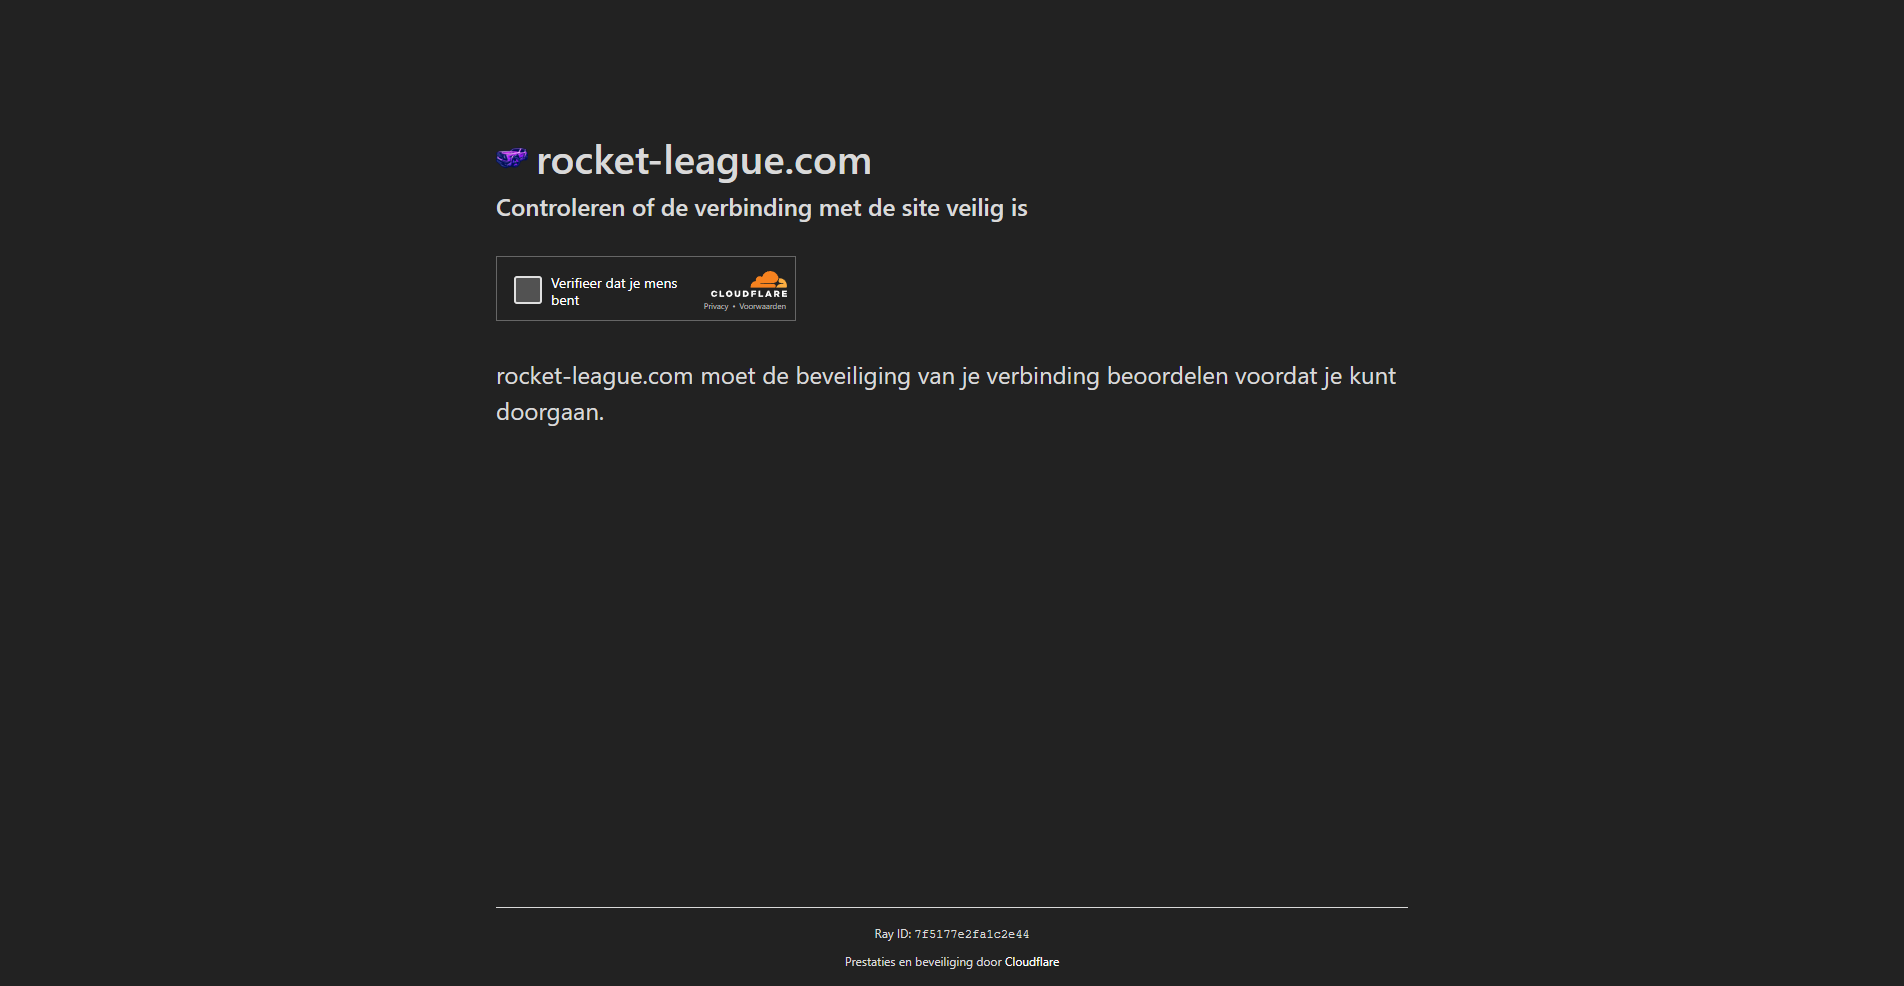 rocket-league.com
Controleren of de verbinding met de site veilig is
Verifieer dat je mens
bent
CLOUDFLARE
Privacy • Voorwaarden
rocket-league.com moet de beveiliging van je verbinding beoordelen voordat je kunt
doorgaan.
Ray ID: 7f5177e2fa1c2e44
Prestaties en beveiliging door Cloudflare